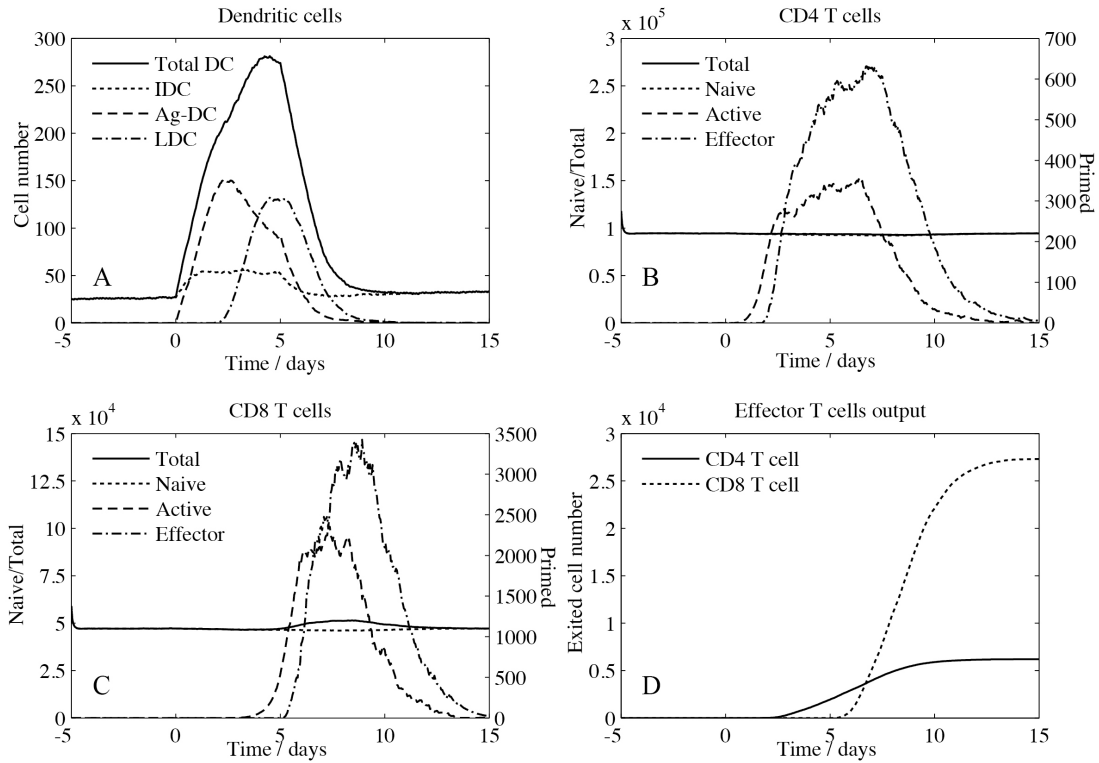 Dendritic cells
300
250
200
150
100
50
0
Cell number
Total DC
IDC
Ag-DC
LDC
A
-5 0 5 10 15
Time / days
CD4 T cells
x 10^5
3
2.5
2
1.5
1
0.5
0
Naive/Total
Total
Naive
Active
Effector
B
700
600
500
400
300
200
100
0
Primed
-5 0 5 10 15
Time / days
CD8 T cells
x 10^4
15
12.5
10
7.5
5
2.5
0
Naive/Total
Total
Naive
Active
Effector
C
3500
3000
2500
2000
1500
1000
500
0
Primed
-5 0 5 10 15
Time / days
Effector T cells output
x 10^4
3
2.5
2
1.5
1
0.5
0
Exited cell number
CD4 T cell
CD8 T cell
D
-5 0 5 10 15
Time / days